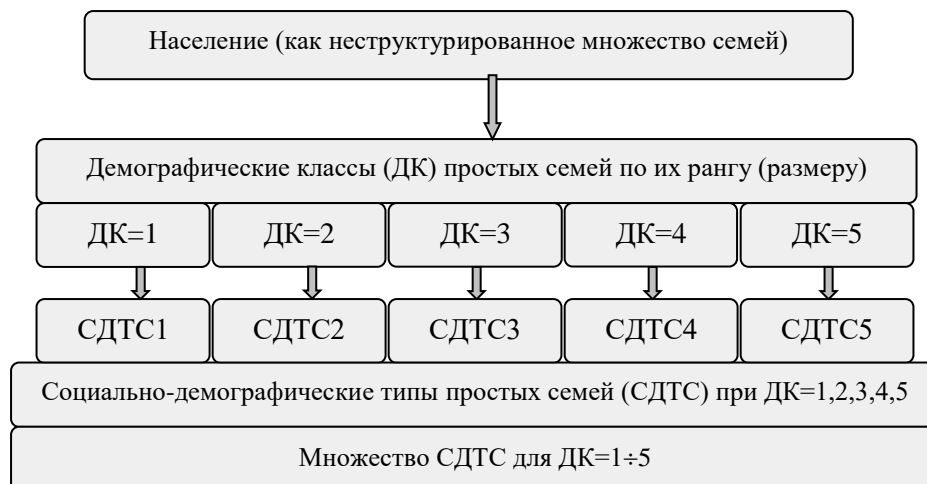 Население (как неструктурированное множество семей)
Демографические классы (ДК) простых семей по их рангу (размеру)
ДК=1 ДК=2 ДК=3 ДК=4 ДК=5
СДТС1 СДТС2 СДТС3 СДТС4 СДТС5
Социально-демографические типы простых семей (СДТС) при ДК=1,2,3,4,5
Множество СДТС для ДК=1÷5